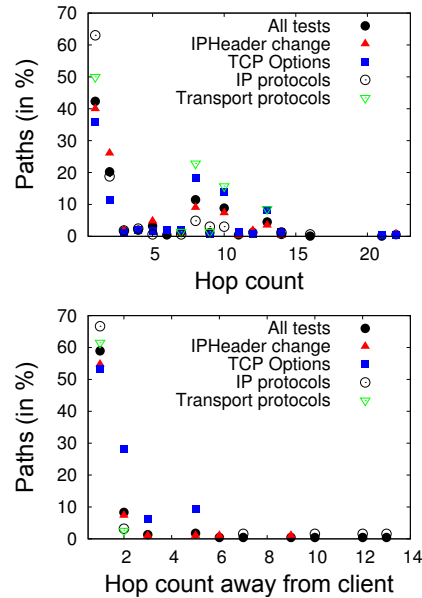 Paths (in %)
70
60
50
40
30
20
10
0
All tests
IPHeader change
TCP Options
IP protocols
Transport protocols
5
10
15
20
Hop count
Paths (in %)
70
60
50
40
30
20
10
0
All tests
IPHeader change
TCP Options
IP protocols
Transport protocols
2
4
6
8
10
12
14
Hop count away from client